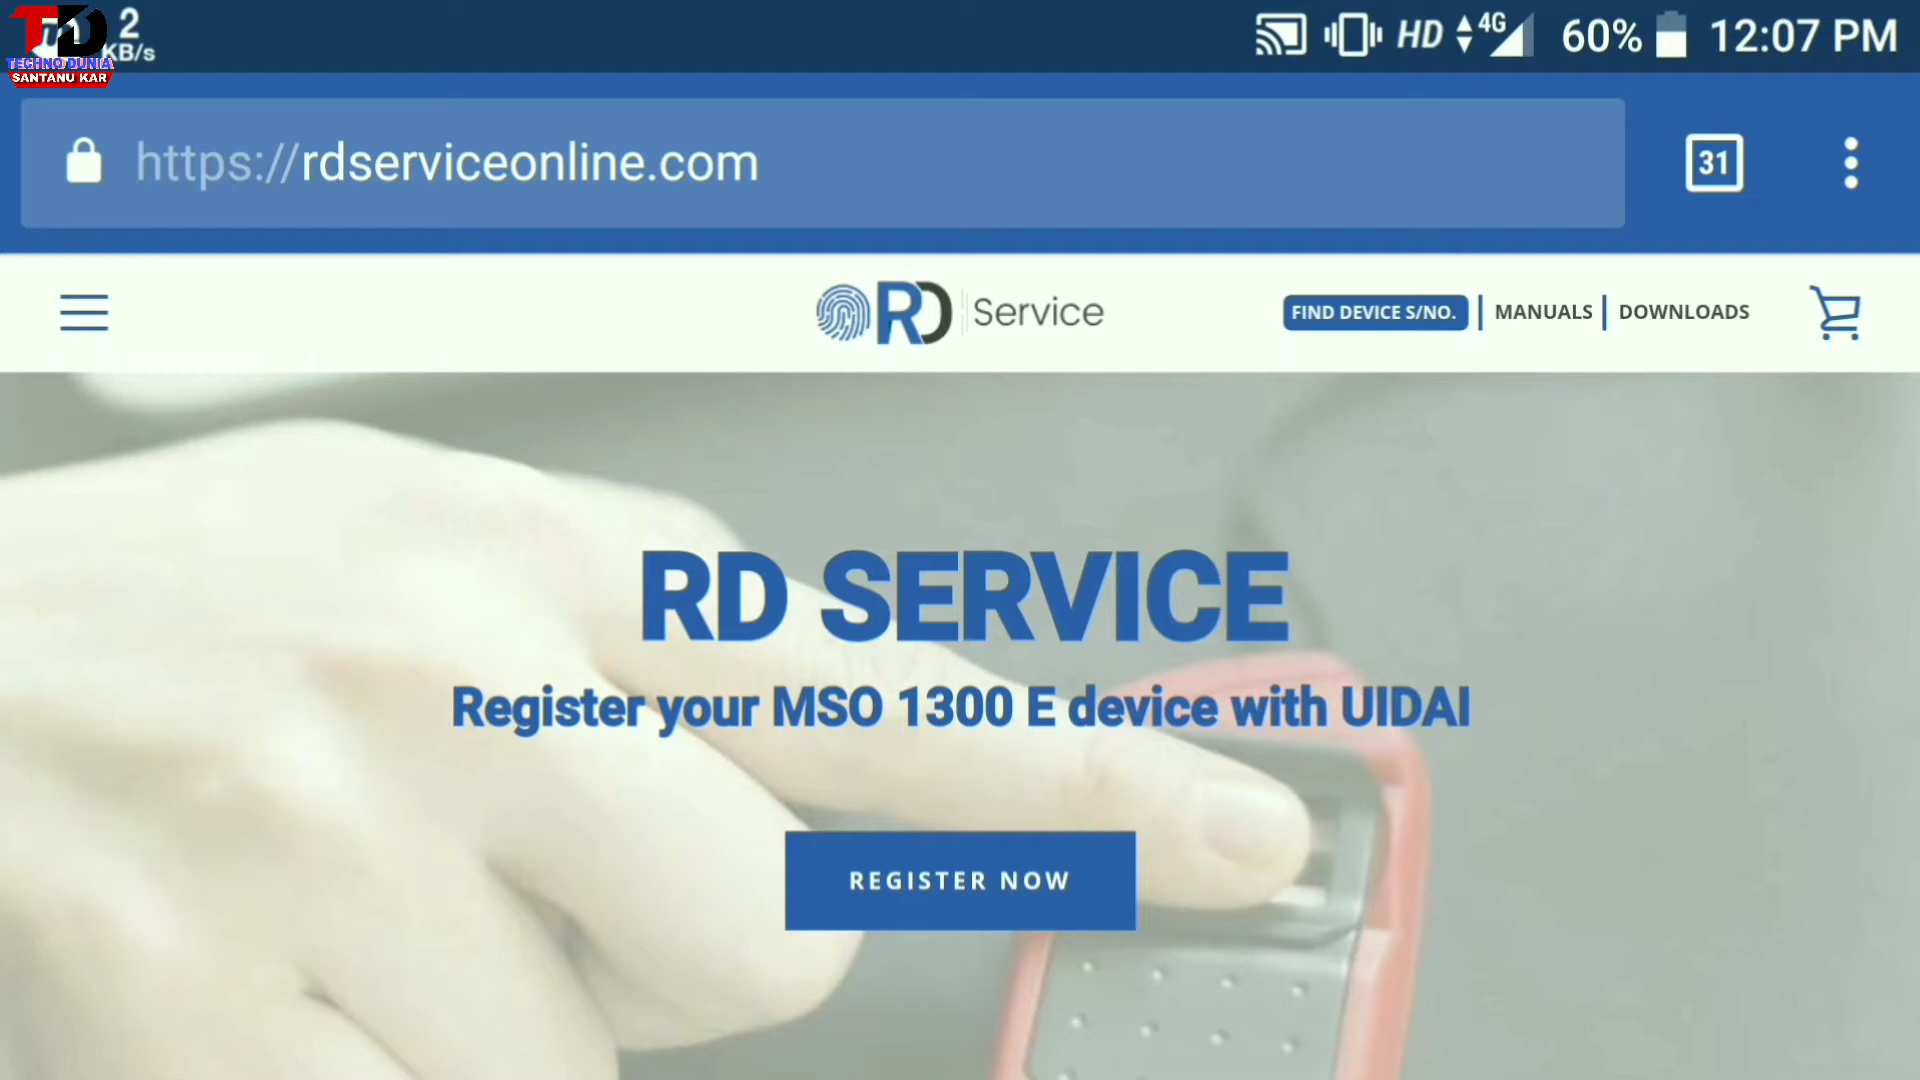 2
KB/s
TECHNO DUNIA
SANTANU KAR
HD 4G 60% 12:07 PM
https://rdserviceonline.com
31
RD Service
FIND DEVICE S/NO. | MANUALS | DOWNLOADS
RD SERVICE
Register your MSO 1300 E device with UIDAI
REGISTER NOW